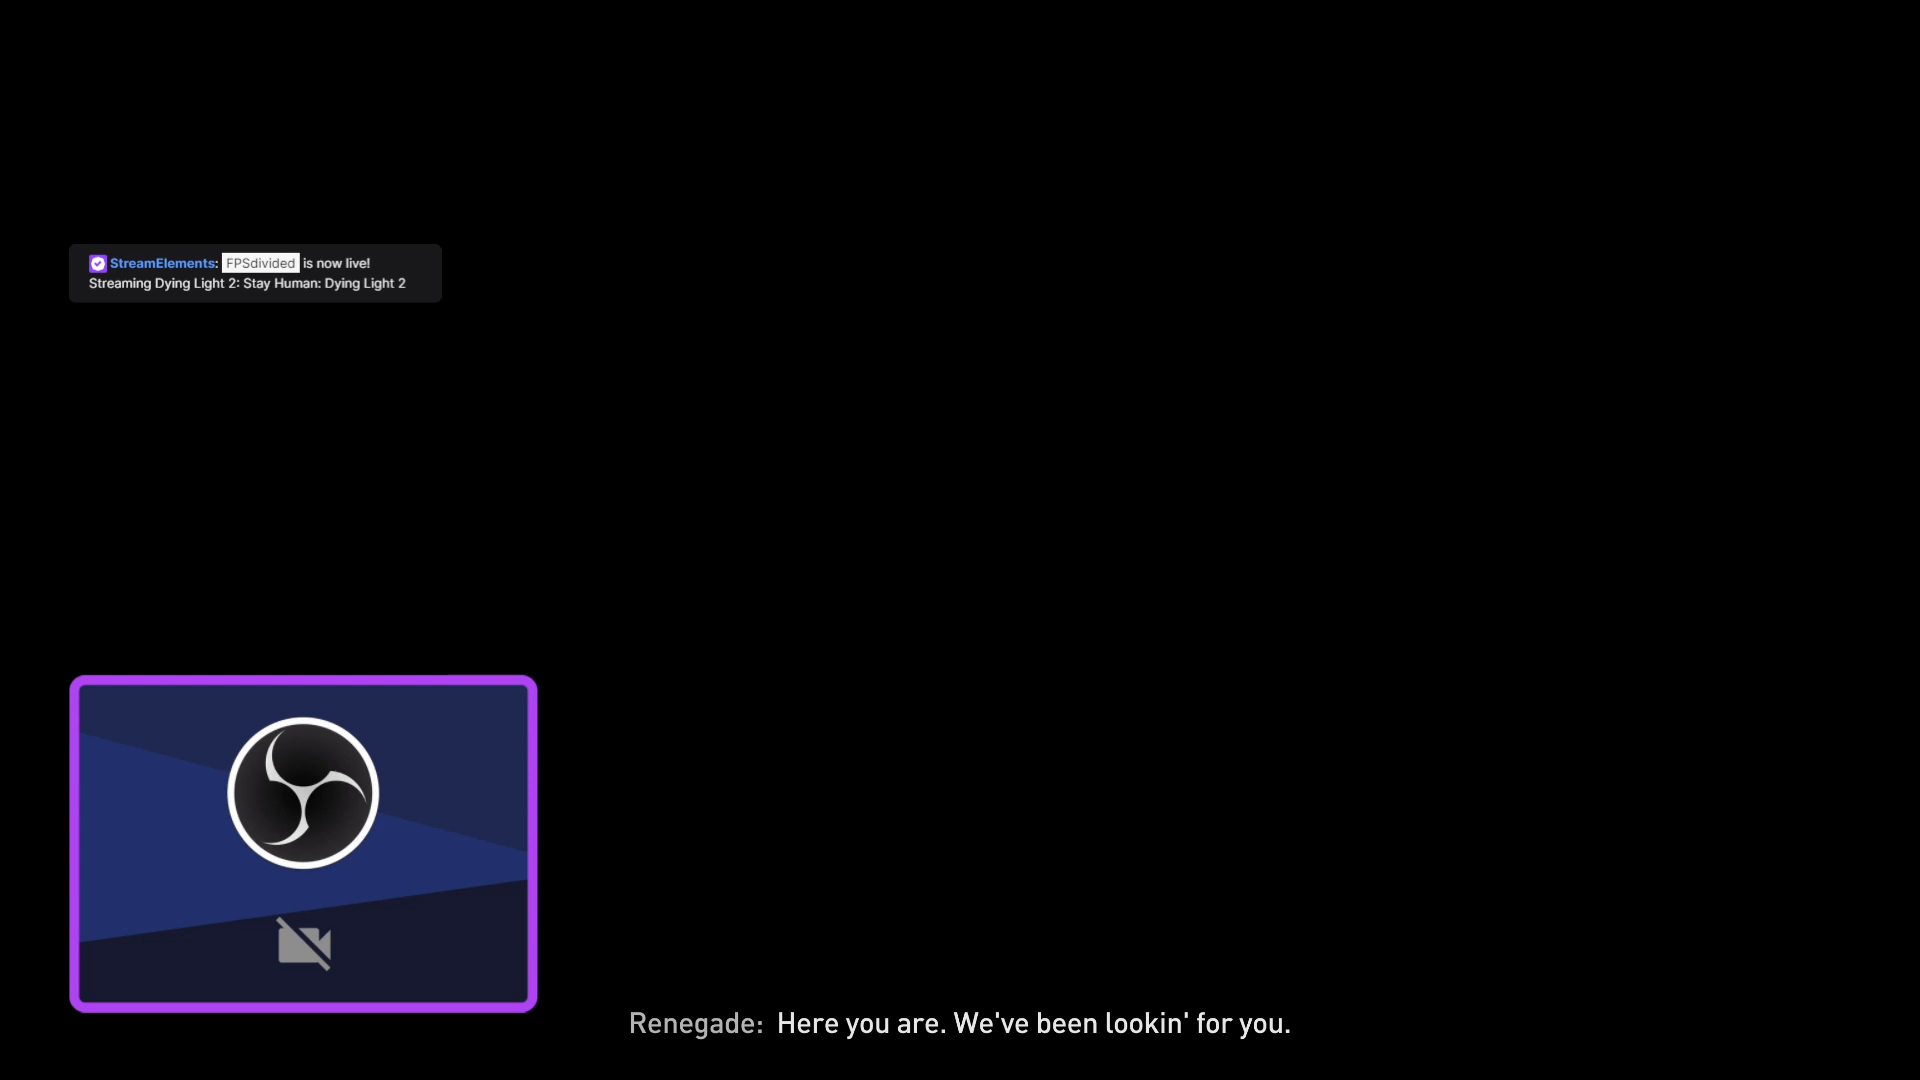 StreamElements: FPSdivided is now live!
Streaming Dying Light 2: Stay Human: Dying Light 2
Renegade: Here you are. We've been lookin' for you.